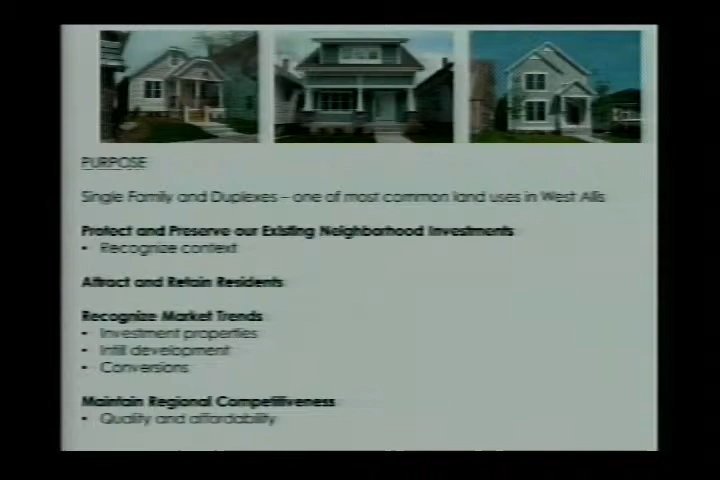 PURPOSE
Single Family and Duplexes – one of most common land uses in West Allis
Protect and Preserve our Existing Neighborhood Investments
• Recognize context
Attract and Retain Residents
Recognize Market Trends
• Investment properties
• Infill development
• Conversions
Maintain Regional Competitiveness
• Quality and affordability